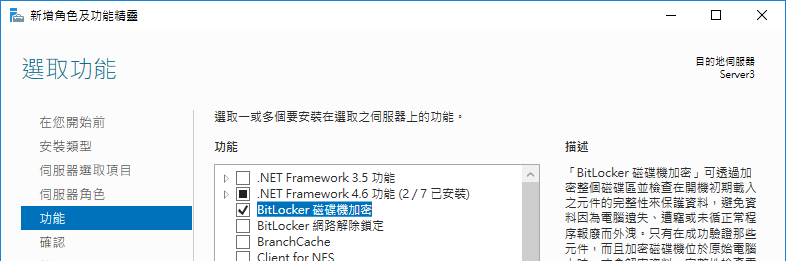 新增角色及功能精靈
選取功能
目的地伺服器
Server3
在您開始前
安裝類型
伺服器選取項目
伺服器角色
功能
確認
選取一或多個要安裝在選取之伺服器上的功能。
功能
.NET Framework 3.5 功能
.NET Framework 4.6 功能 (2 / 7 已安裝)
BitLocker 磁碟機加密
BitLocker 網路解除鎖定
BranchCache
Client for NFS
描述
「BitLocker 磁碟機加密」可透過加
密整個磁碟區並檢查在開機初期載入
之元件的完整性來保護資料，避免資
料因為電腦遺失、遭竊或未循正常程
序報廢而外洩。只有在成功驗證那些
元件，而且加密磁碟機位於原始電腦